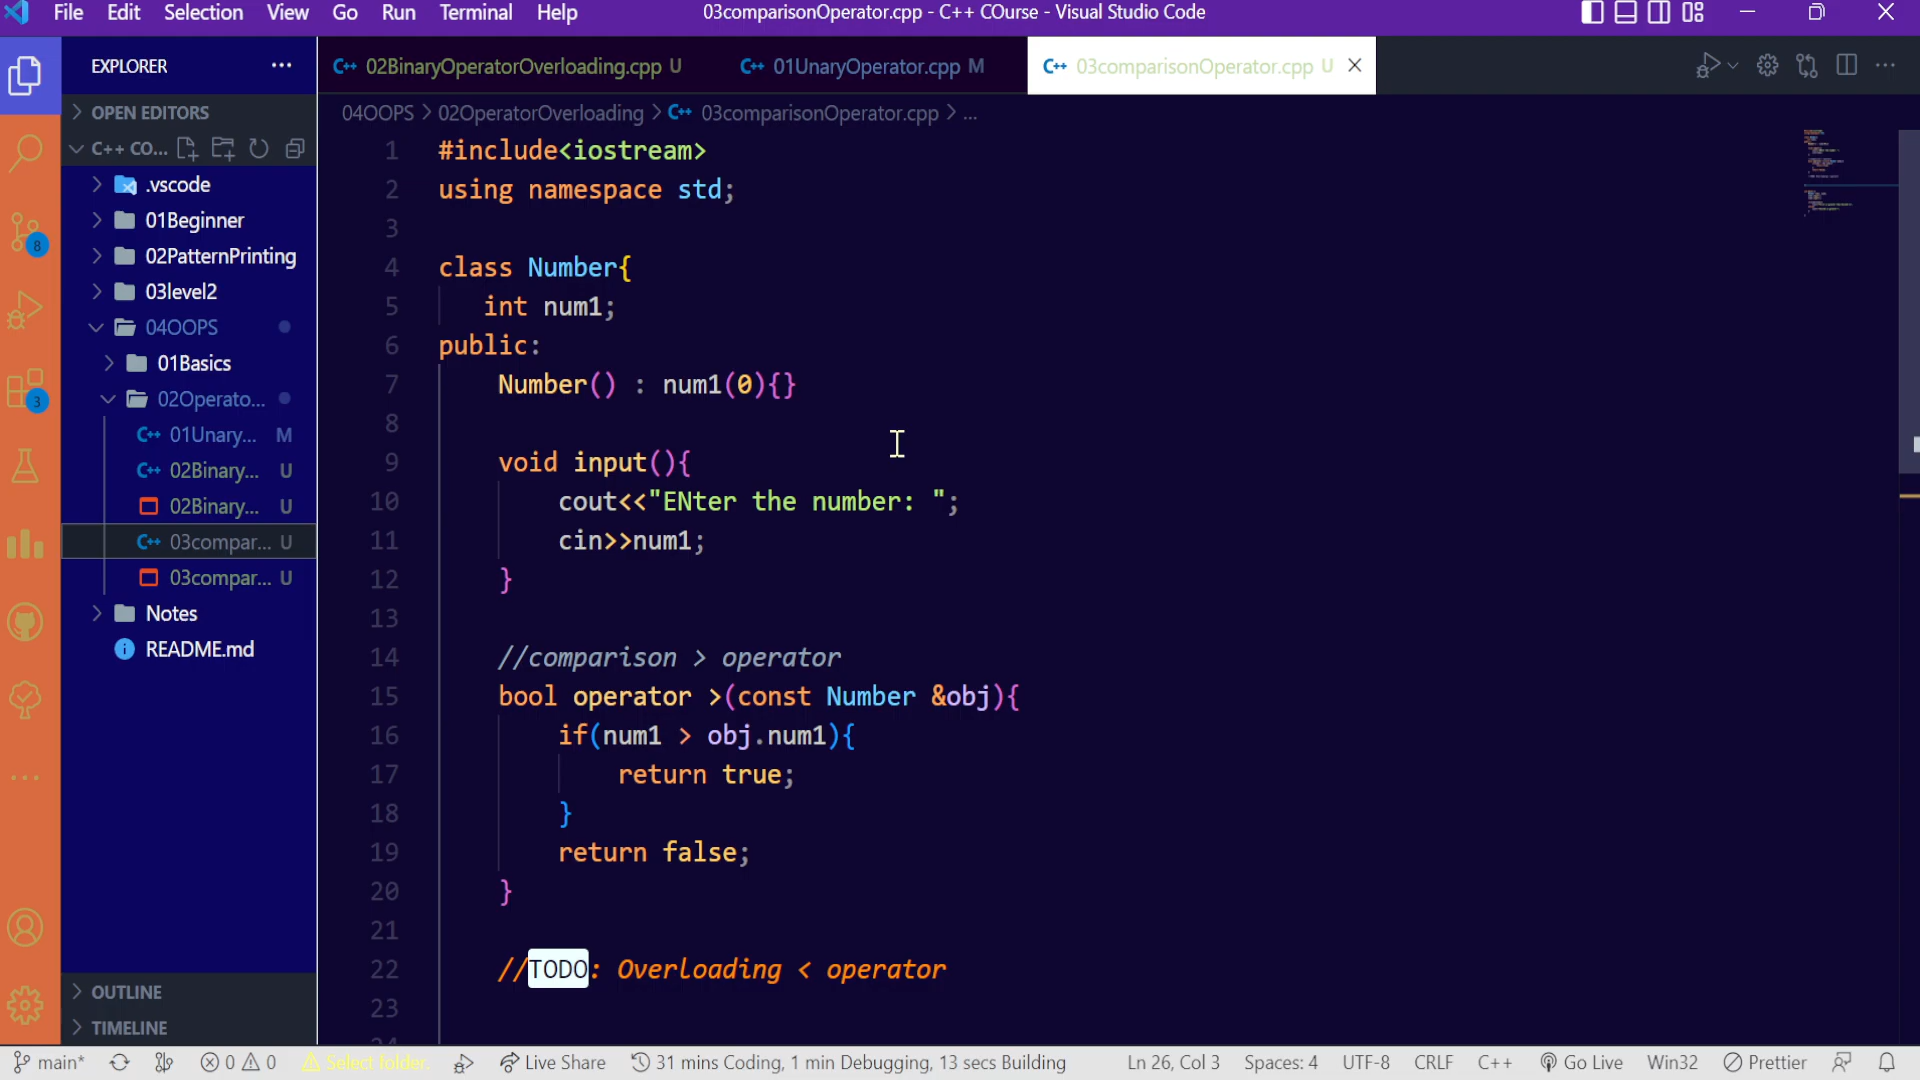 File Edit Selection View Go Run Terminal Help 03comparisonOperator.cpp - C++ COurse - Visual Studio Code
EXPLORER ...
C++ 02BinaryOperatorOverloading.cpp U C++ 01UnaryOperator.cpp M C++ 03comparisonOperator.cpp U
OPEN EDITORS
04OOPS > 02OperatorOverloading > C++ 03comparisonOperator.cpp > ...
C++ CO...
.vscode
01Beginner
02PatternPrinting
03level2
04OOPS
01Basics
02Operato...
C++ 01Unary... M
C++ 02Binary... U
02Binary... U
C++ 03compar... U
03compar... U
Notes
README.md
OUTLINE
TIMELINE
8
3
1 #include<iostream>
2 using namespace std;
3
4 class Number{
5 int num1;
6 public:
7 Number() : num1(0){}
8
9 void input(){
10 cout<<"ENter the number: ";
11 cin>>num1;
12 }
13
14 //comparison > operator
15 bool operator >(const Number &obj){
16 if(num1 > obj.num1){
17 return true;
18 }
19 return false;
20 }
21
22 //TODO: Overloading < operator
23
main* 0 0 Select folder. Live Share 31 mins Coding, 1 min Debugging, 13 secs Building Ln 26, Col 3 Spaces: 4 UTF-8 CRLF C++ Go Live Win32 Prettier